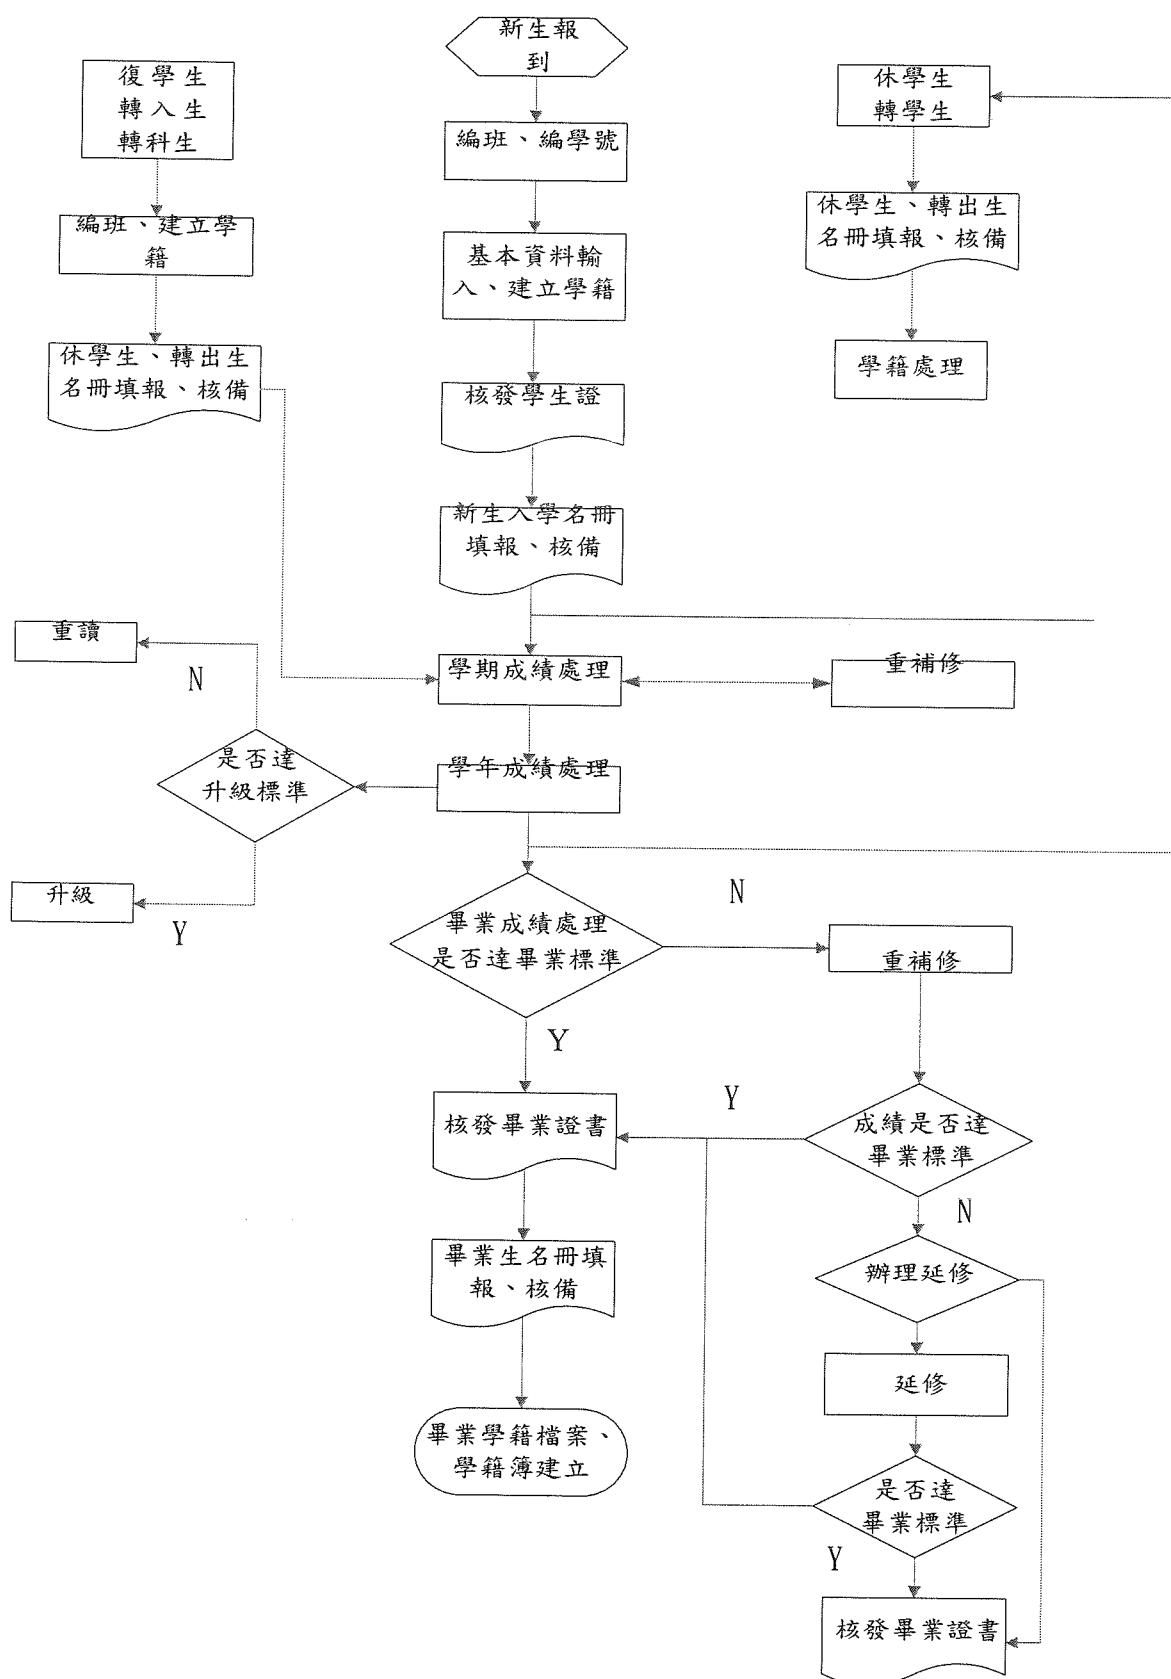 新生報
到
復學生
轉入生
轉科生
休學生
轉學生
編班、編學號
編班、建立學
籍
休學生、轉出生
名冊填報、核備
基本資料輸
入、建立學籍
休學生、轉出生
名冊填報、核備
學籍處理
核發學生證
新生入學名冊
填報、核備
重讀
N
學期成績處理
重補修
是否達
升級標準
學年成績處理
升級
Y
N
畢業成績處理
是否達畢業標準
重補修
Y
核發畢業證書
Y
成績是否達
畢業標準
N
畢業生名冊填
報、核備
辦理延修
延修
畢業學籍檔案、
學籍簿建立
是否達
畢業標準
Y
核發畢業證書